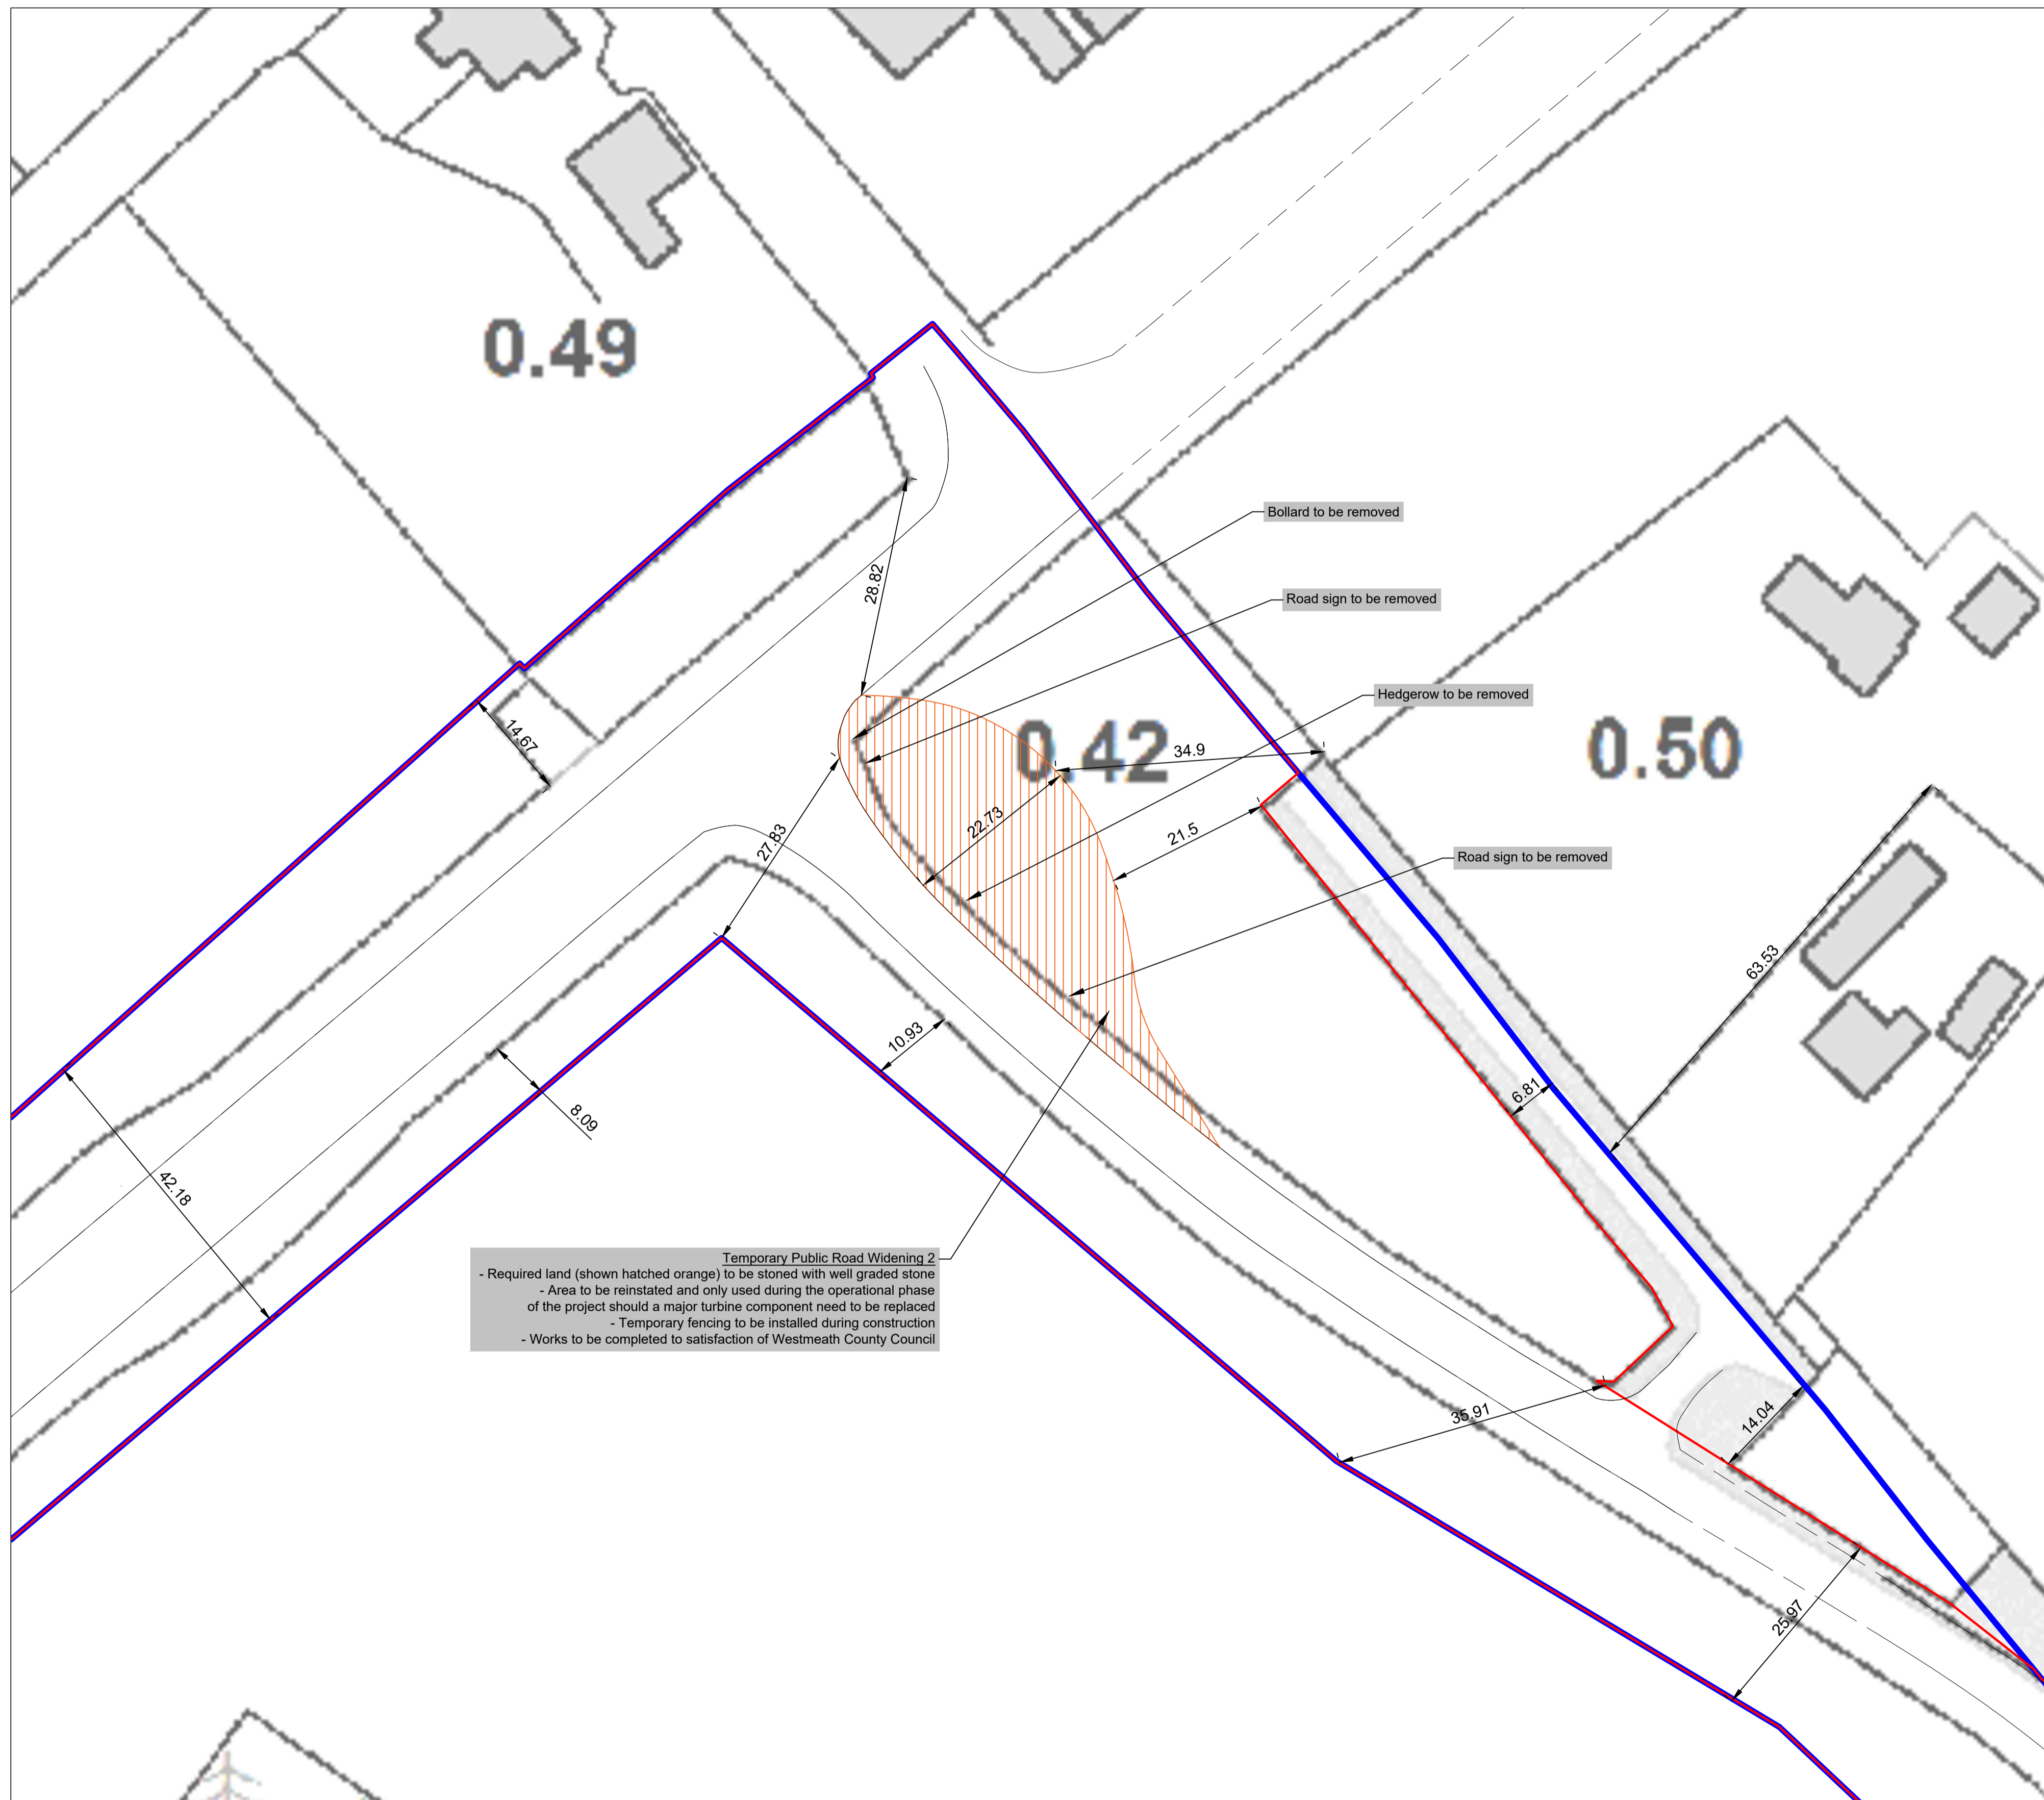 0.49
Bollard to be removed
28.82
Road sign to be removed
Hedgerow to be removed
14.67
0.42
34.9
0.50
22.73
21.5
27.83
Road sign to be removed
63.53
10.93
6.81
8.09
42.18
Temporary Public Road Widening 2
- Required land (shown hatched orange) to be stoned with well graded stone
- Area to be reinstated and only used during the operational phase
of the project should a major turbine component need to be replaced
- Temporary fencing to be installed during construction
- Works to be completed to satisfaction of Westmeath County Council
35.91
14.04
25.97